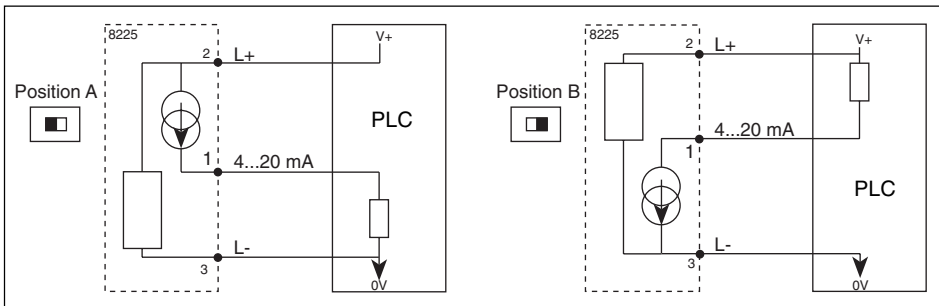 8225
2 L+
V+
Position A
PLC
1 4...20 mA
L-
3
0V
8225
2 L+
V+
Position B
4...20 mA
1
PLC
L-
3
0V